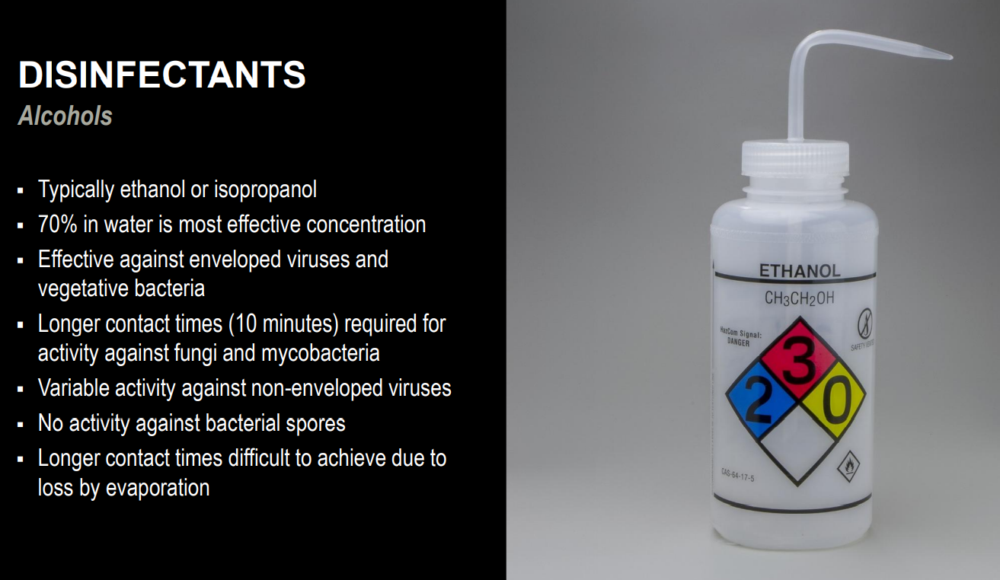 DISINFECTANTS
Alcohols
▪ Typically ethanol or isopropanol
▪ 70% in water is most effective concentration
▪ Effective against enveloped viruses and
vegetative bacteria
▪ Longer contact times (10 minutes) required for
activity against fungi and mycobacteria
▪ Variable activity against non-enveloped viruses
▪ No activity against bacterial spores
▪ Longer contact times difficult to achieve due to
loss by evaporation
ETHANOL
CH3CH2OH
HazCom Signal:
DANGER
SAFETY
3
2 0
CAS-64-17-5